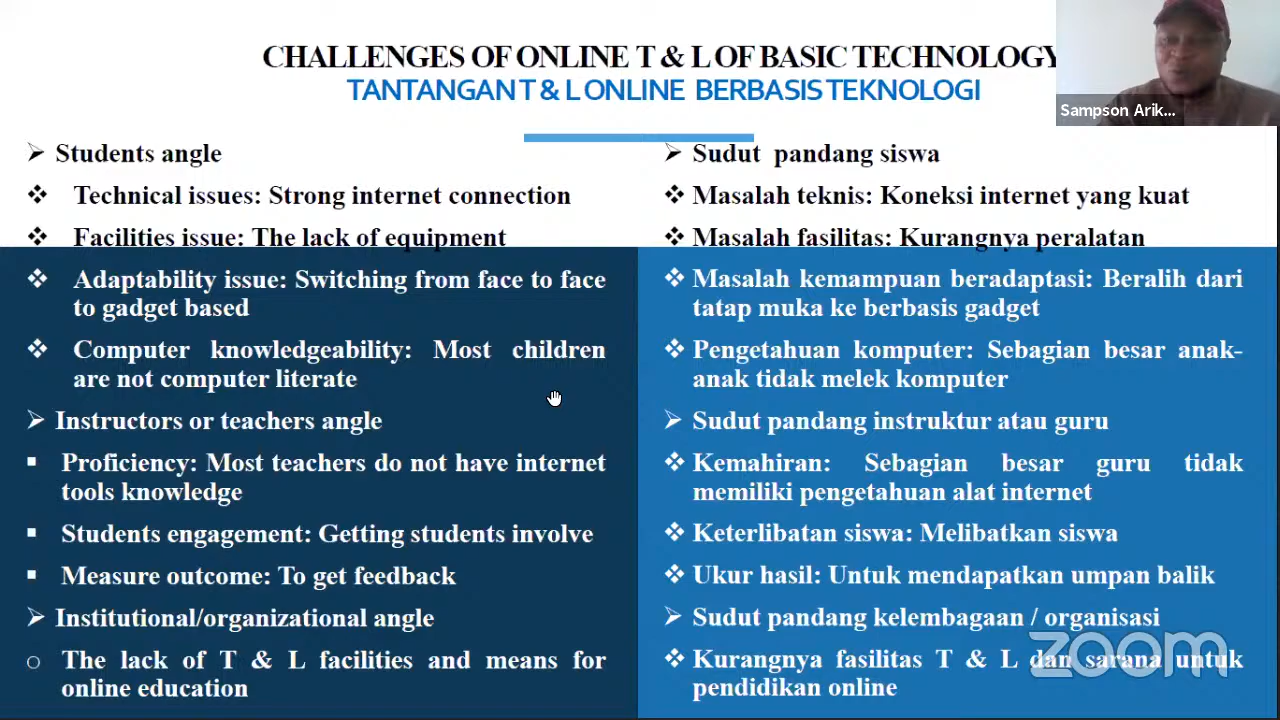 CHALLENGES OF ONLINE T & L OF BASIC TECHNOLOGY
TANTANGAN T & L ONLINE BERBASIS TEKNOLOGI
Sampson Arik...
Students angle
Technical issues: Strong internet connection
Facilities issue: The lack of equipment
Adaptability issue: Switching from face to face
to gadget based
Computer knowledgeability: Most children
are not computer literate
Instructors or teachers angle
Proficiency: Most teachers do not have internet
tools knowledge
Students engagement: Getting students involve
Measure outcome: To get feedback
Institutional/organizational angle
The lack of T & L facilities and means for
online education
Sudut pandang siswa
Masalah teknis: Koneksi internet yang kuat
Masalah fasilitas: Kurangnya peralatan
Masalah kemampuan beradaptasi: Beralih dari
tatap muka ke berbasis gadget
Pengetahuan komputer: Sebagian besar anak-
anak tidak melek komputer
Sudut pandang instruktur atau guru
Kemahiran: Sebagian besar guru tidak
memiliki pengetahuan alat internet
Keterlibatan siswa: Melibatkan siswa
Ukur hasil: Untuk mendapatkan umpan balik
Sudut pandang kelembagaan / organisasi
Kurangnya fasilitas T & L dan sarana untuk
pendidikan online
zoom